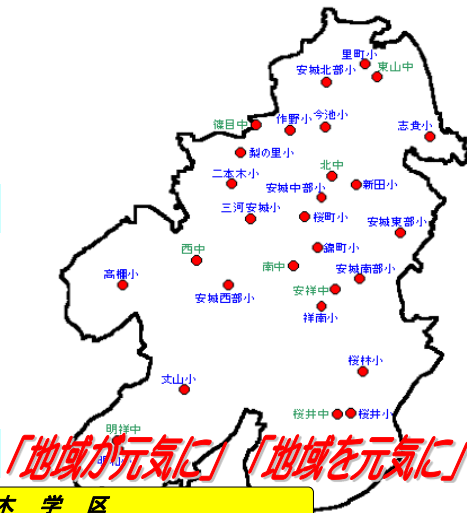 里町小
東山中
安城北部小
志貴小
今池小
作野小
篠目中
梨の里小
北中
二本木小
新田小
安城中部小
三河安城小
桜町小
安城東部小
錦町小
西中
南中
安城南部小
高棚小
安城西部小
安祥中
祥南小
桜林小
丈山小
桜井中
桜井小
明祥中
「地域が元気に」「地域を元気に」
木 学 区